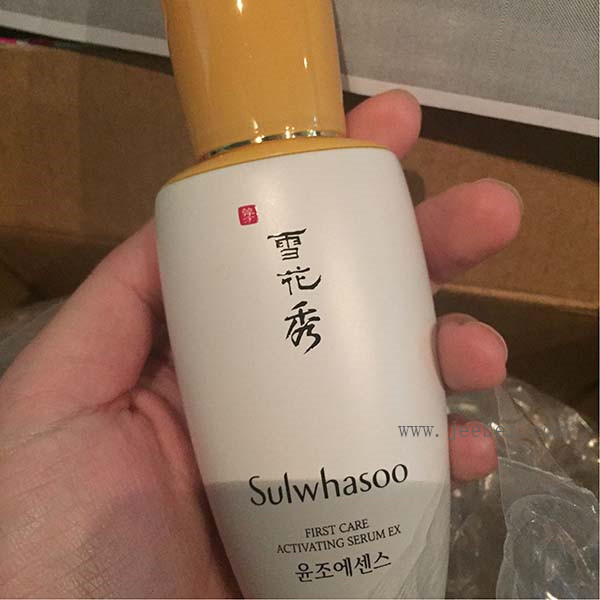 雪
花
秀
Sulwhasoo
FIRST CARE
ACTIVATING SERUM EX
윤조에센스